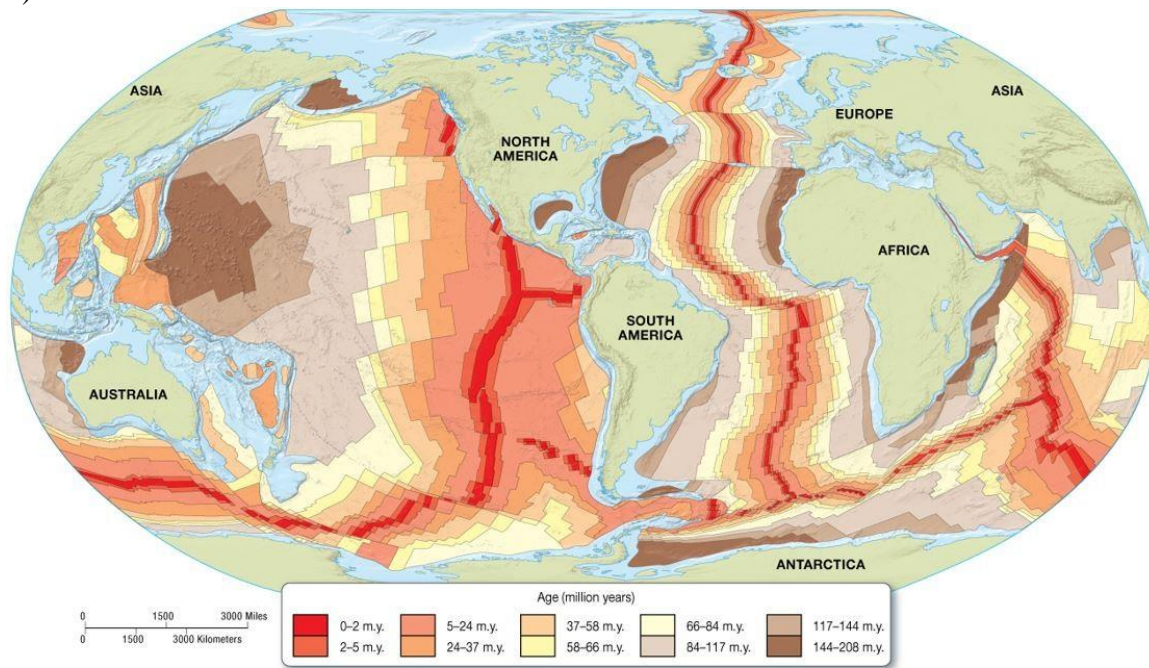 )
ASIA
ASIA
EUROPE
NORTH
AMERICA
AFRICA
SOUTH
AMERICA
AUSTRALIA
ANTARCTICA
Age (million years)
0 1500 3000 Miles
0 1500 3000 Kilometers
0–2 m.y. 5–24 m.y. 37–58 m.y. 66–84 m.y. 117–144 m.y.
2–5 m.y. 24–37 m.y. 58–66 m.y. 84–117 m.y. 144–208 m.y.